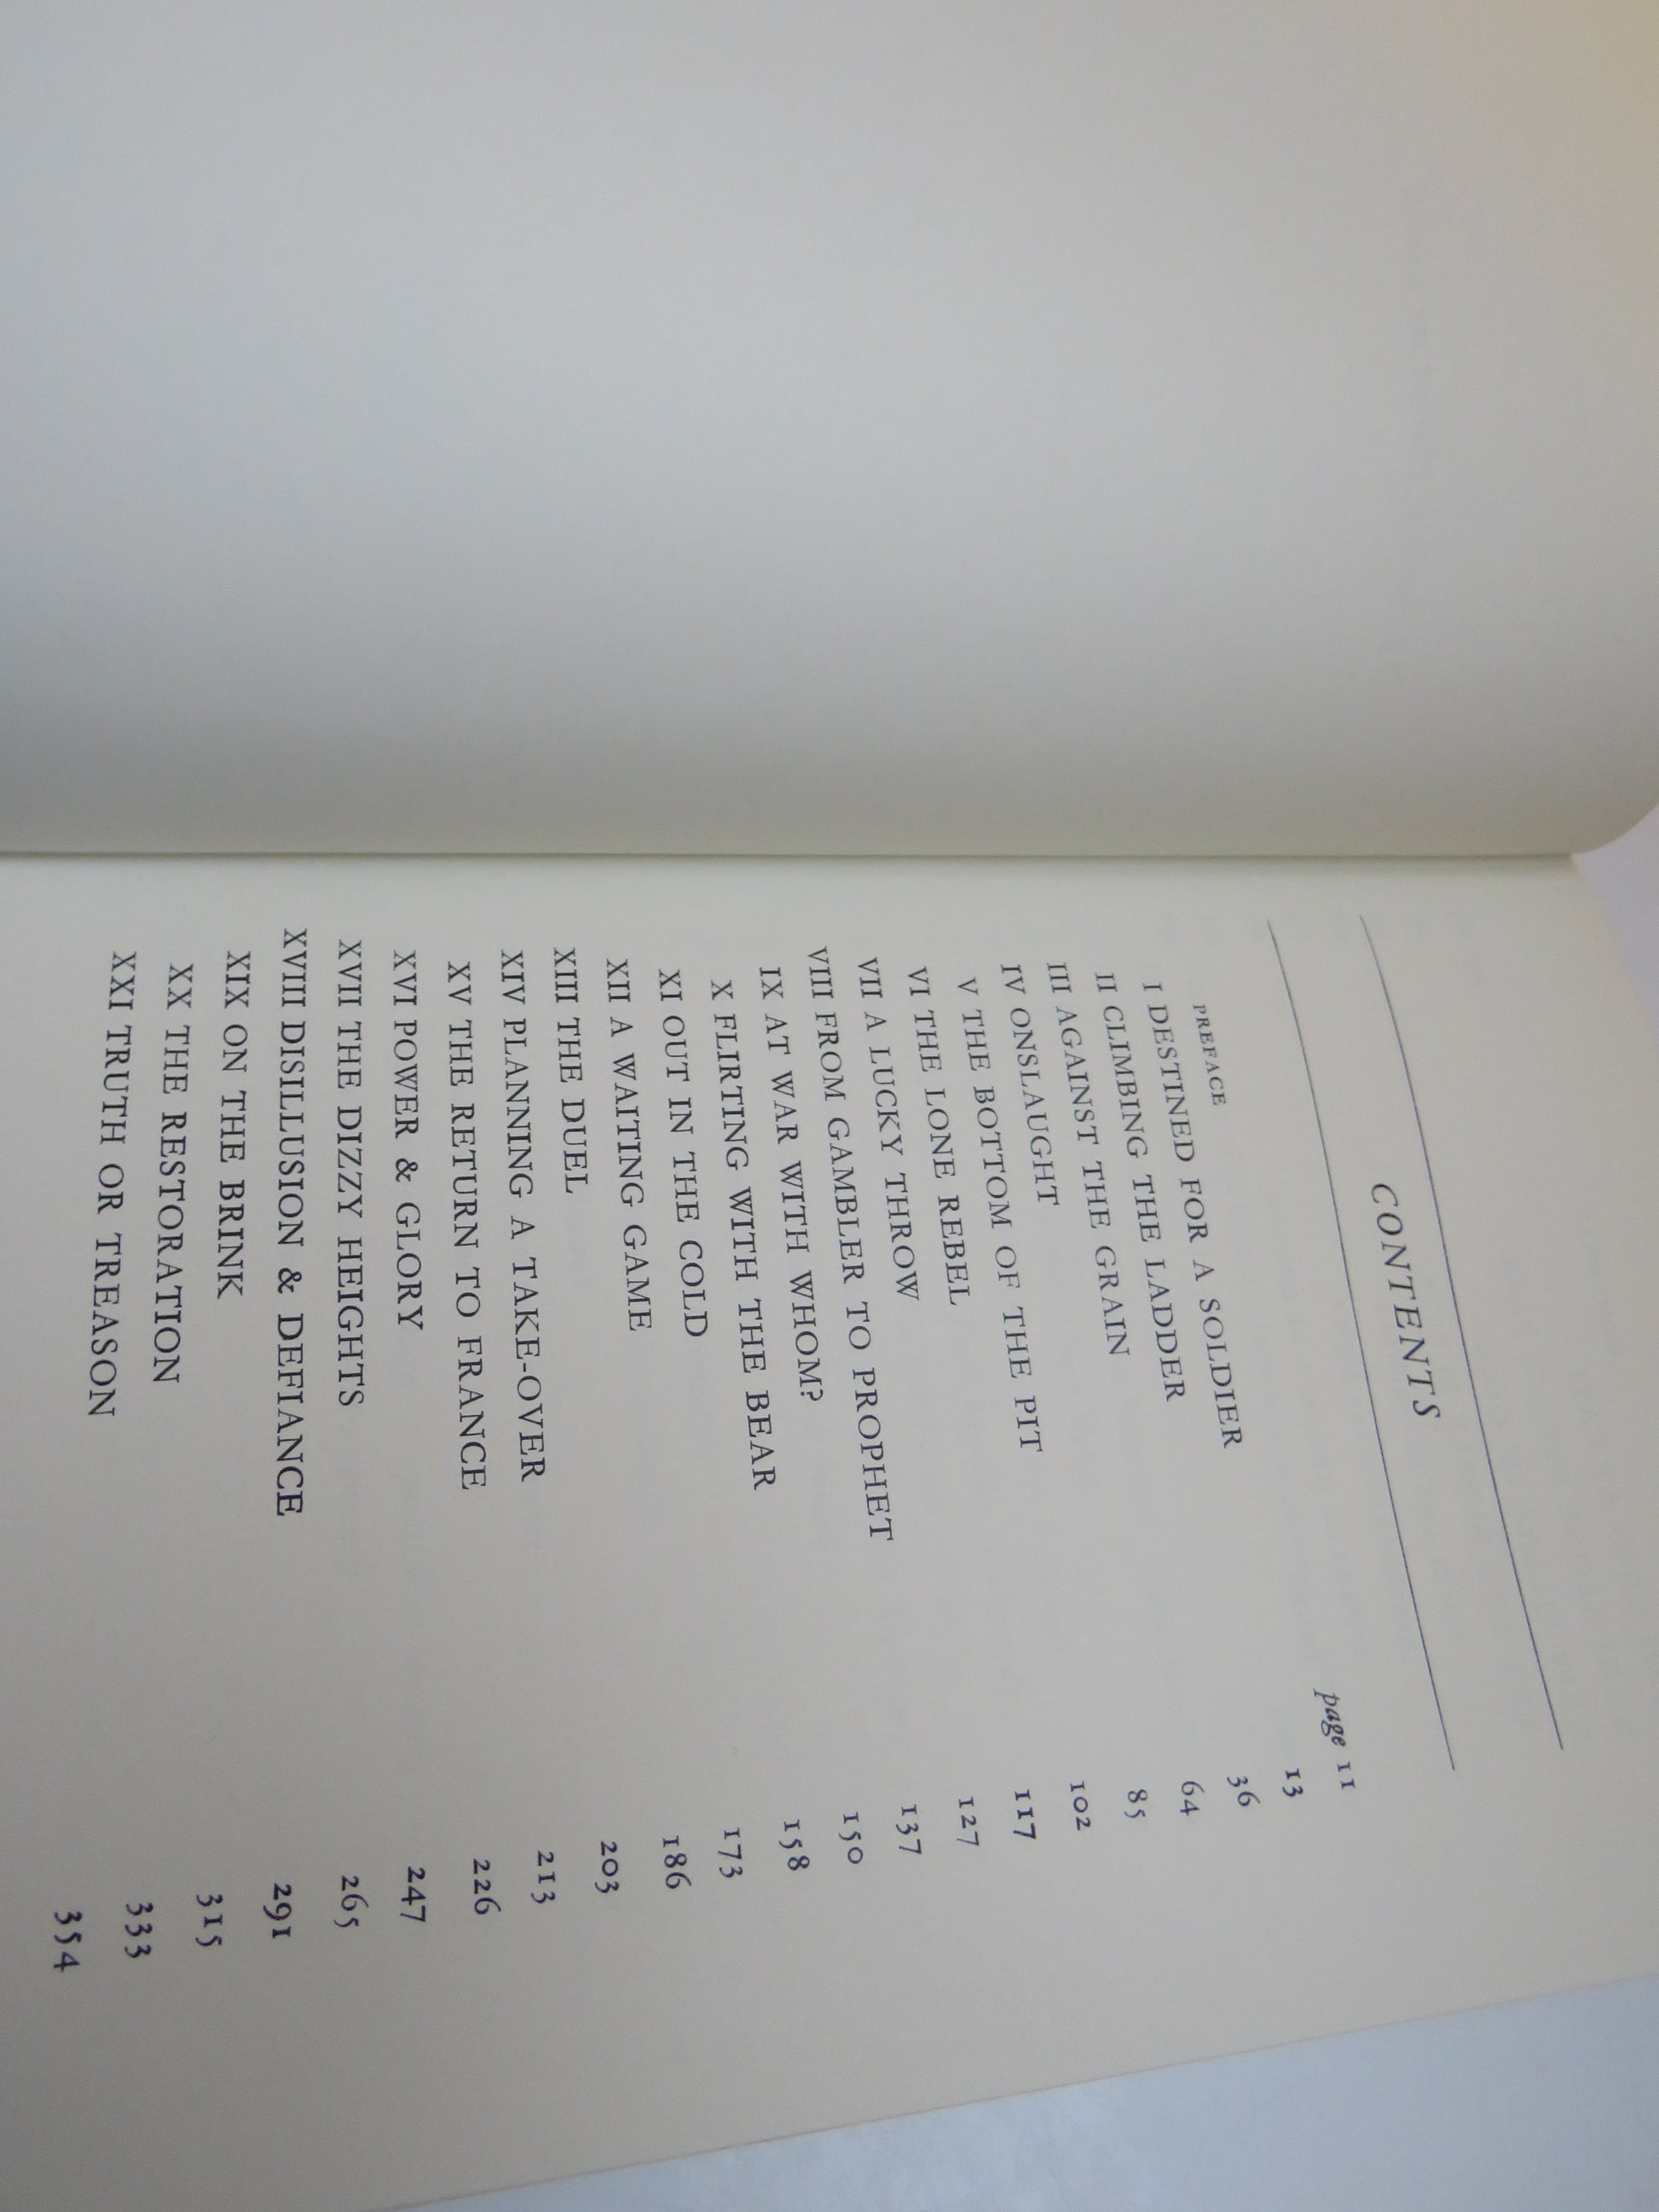 CONTENTS
PREFACE page 11
I DESTINED FOR A SOLDIER 13
II CLIMBING THE LADDER 36
III AGAINST THE GRAIN 64
IV ONSLAUGHT 85
V THE BOTTOM OF THE PIT 102
VI THE LONE REBEL 117
VII A LUCKY THROW 127
VIII FROM GAMBLER TO PROPHET 137
IX AT WAR WITH WHOM? 150
X FLIRTING WITH THE BEAR 158
XI OUT IN THE COLD 173
XII A WAITING GAME 186
XIII THE DUEL 203
XIV PLANNING A TAKE-OVER 213
XV THE RETURN TO FRANCE 226
XVI POWER & GLORY 247
XVII THE DIZZY HEIGHTS 265
XVIII DISILLUSION & DEFIANCE 291
XIX ON THE BRINK 315
XX THE RESTORATION 333
XXI TRUTH OR TREASON 354